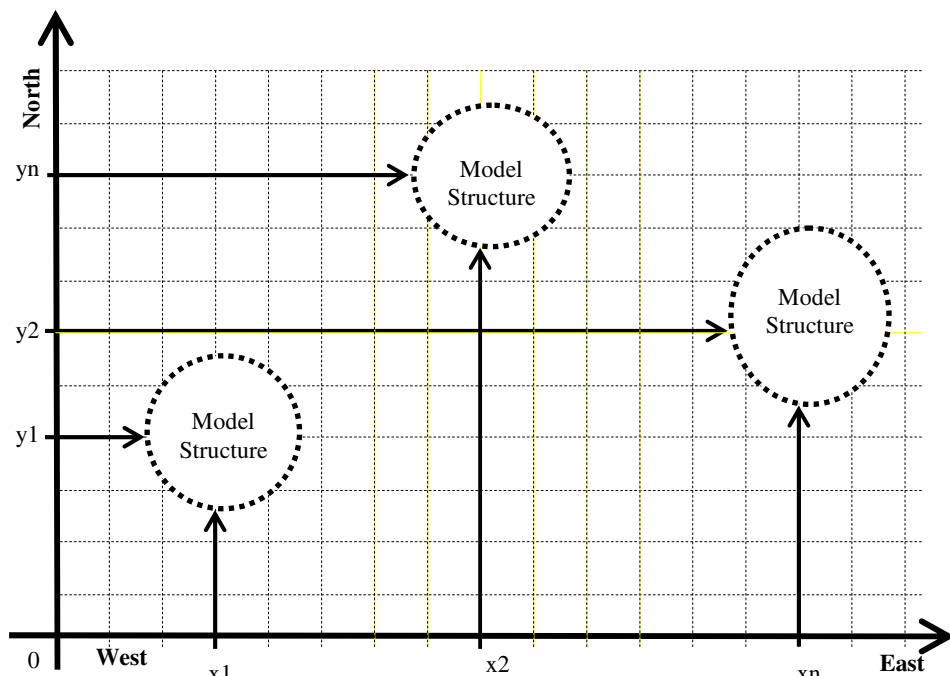 North
yn
Model
Structure
Model
Structure
y2
Model
Structure
y1
0
West
x1
x2
xn
East